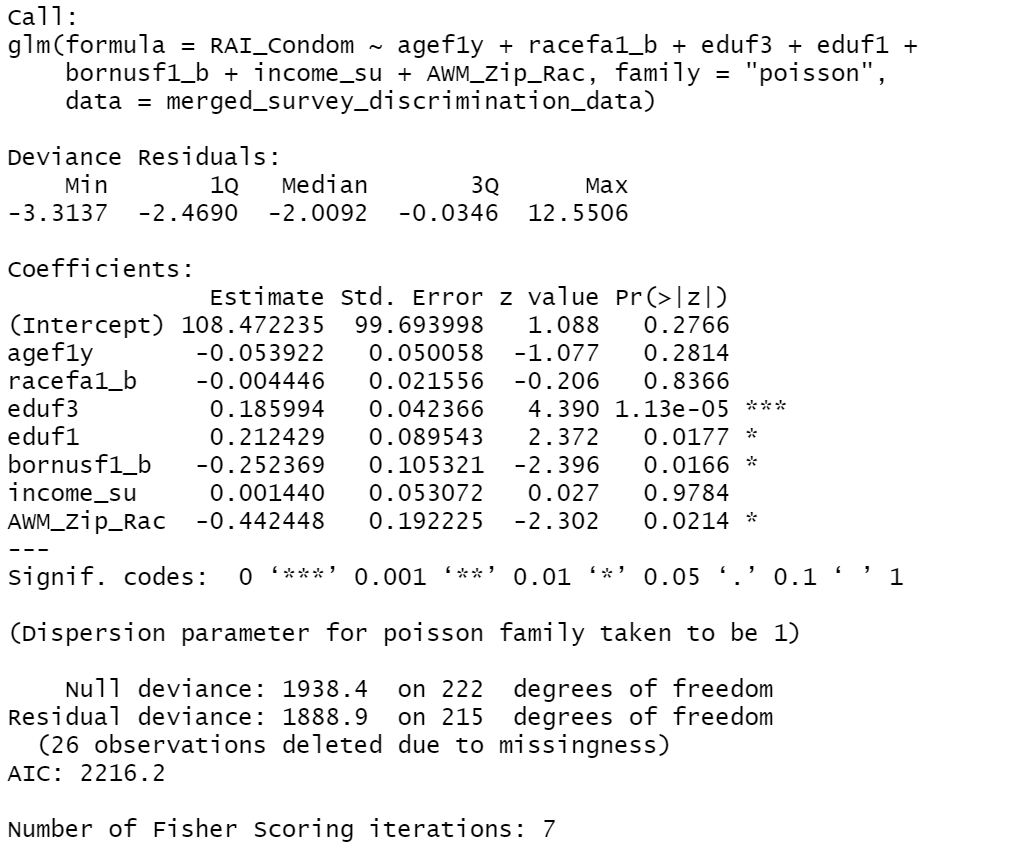 Call:
glm(formula = RAI_Condom ~ agef1y + racefa1_b + eduf3 + eduf1 +
    bornusf1_b + income_su + AWM_Zip_Rac, family = "poisson",
    data = merged_survey_discrimination_data)

Deviance Residuals:
    Min       1Q   Median       3Q      Max
-3.3137  -2.4690  -2.0092  -0.0346  12.5506

Coefficients:
              Estimate Std. Error z value Pr(>|z|)
(Intercept) 108.472235  99.693998   1.088   0.2766
agef1y       -0.053922   0.050058  -1.077   0.2814
racefa1_b    -0.004446   0.021556  -0.206   0.8366
eduf3         0.185994   0.042366   4.390 1.13e-05 ***
eduf1         0.212429   0.089543   2.372   0.0177 *
bornusf1_b   -0.252369   0.105321  -2.396   0.0166 *
income_su     0.001440   0.053072   0.027   0.9784
AWM_Zip_Rac  -0.442448   0.192225  -2.302   0.0214 *
---
Signif. codes:  0 ‘***’ 0.001 ‘**’ 0.01 ‘*’ 0.05 ‘.’ 0.1 ‘ ’ 1

(Dispersion parameter for poisson family taken to be 1)

    Null deviance: 1938.4  on 222  degrees of freedom
Residual deviance: 1888.9  on 215  degrees of freedom
  (26 observations deleted due to missingness)
AIC: 2216.2

Number of Fisher Scoring iterations: 7